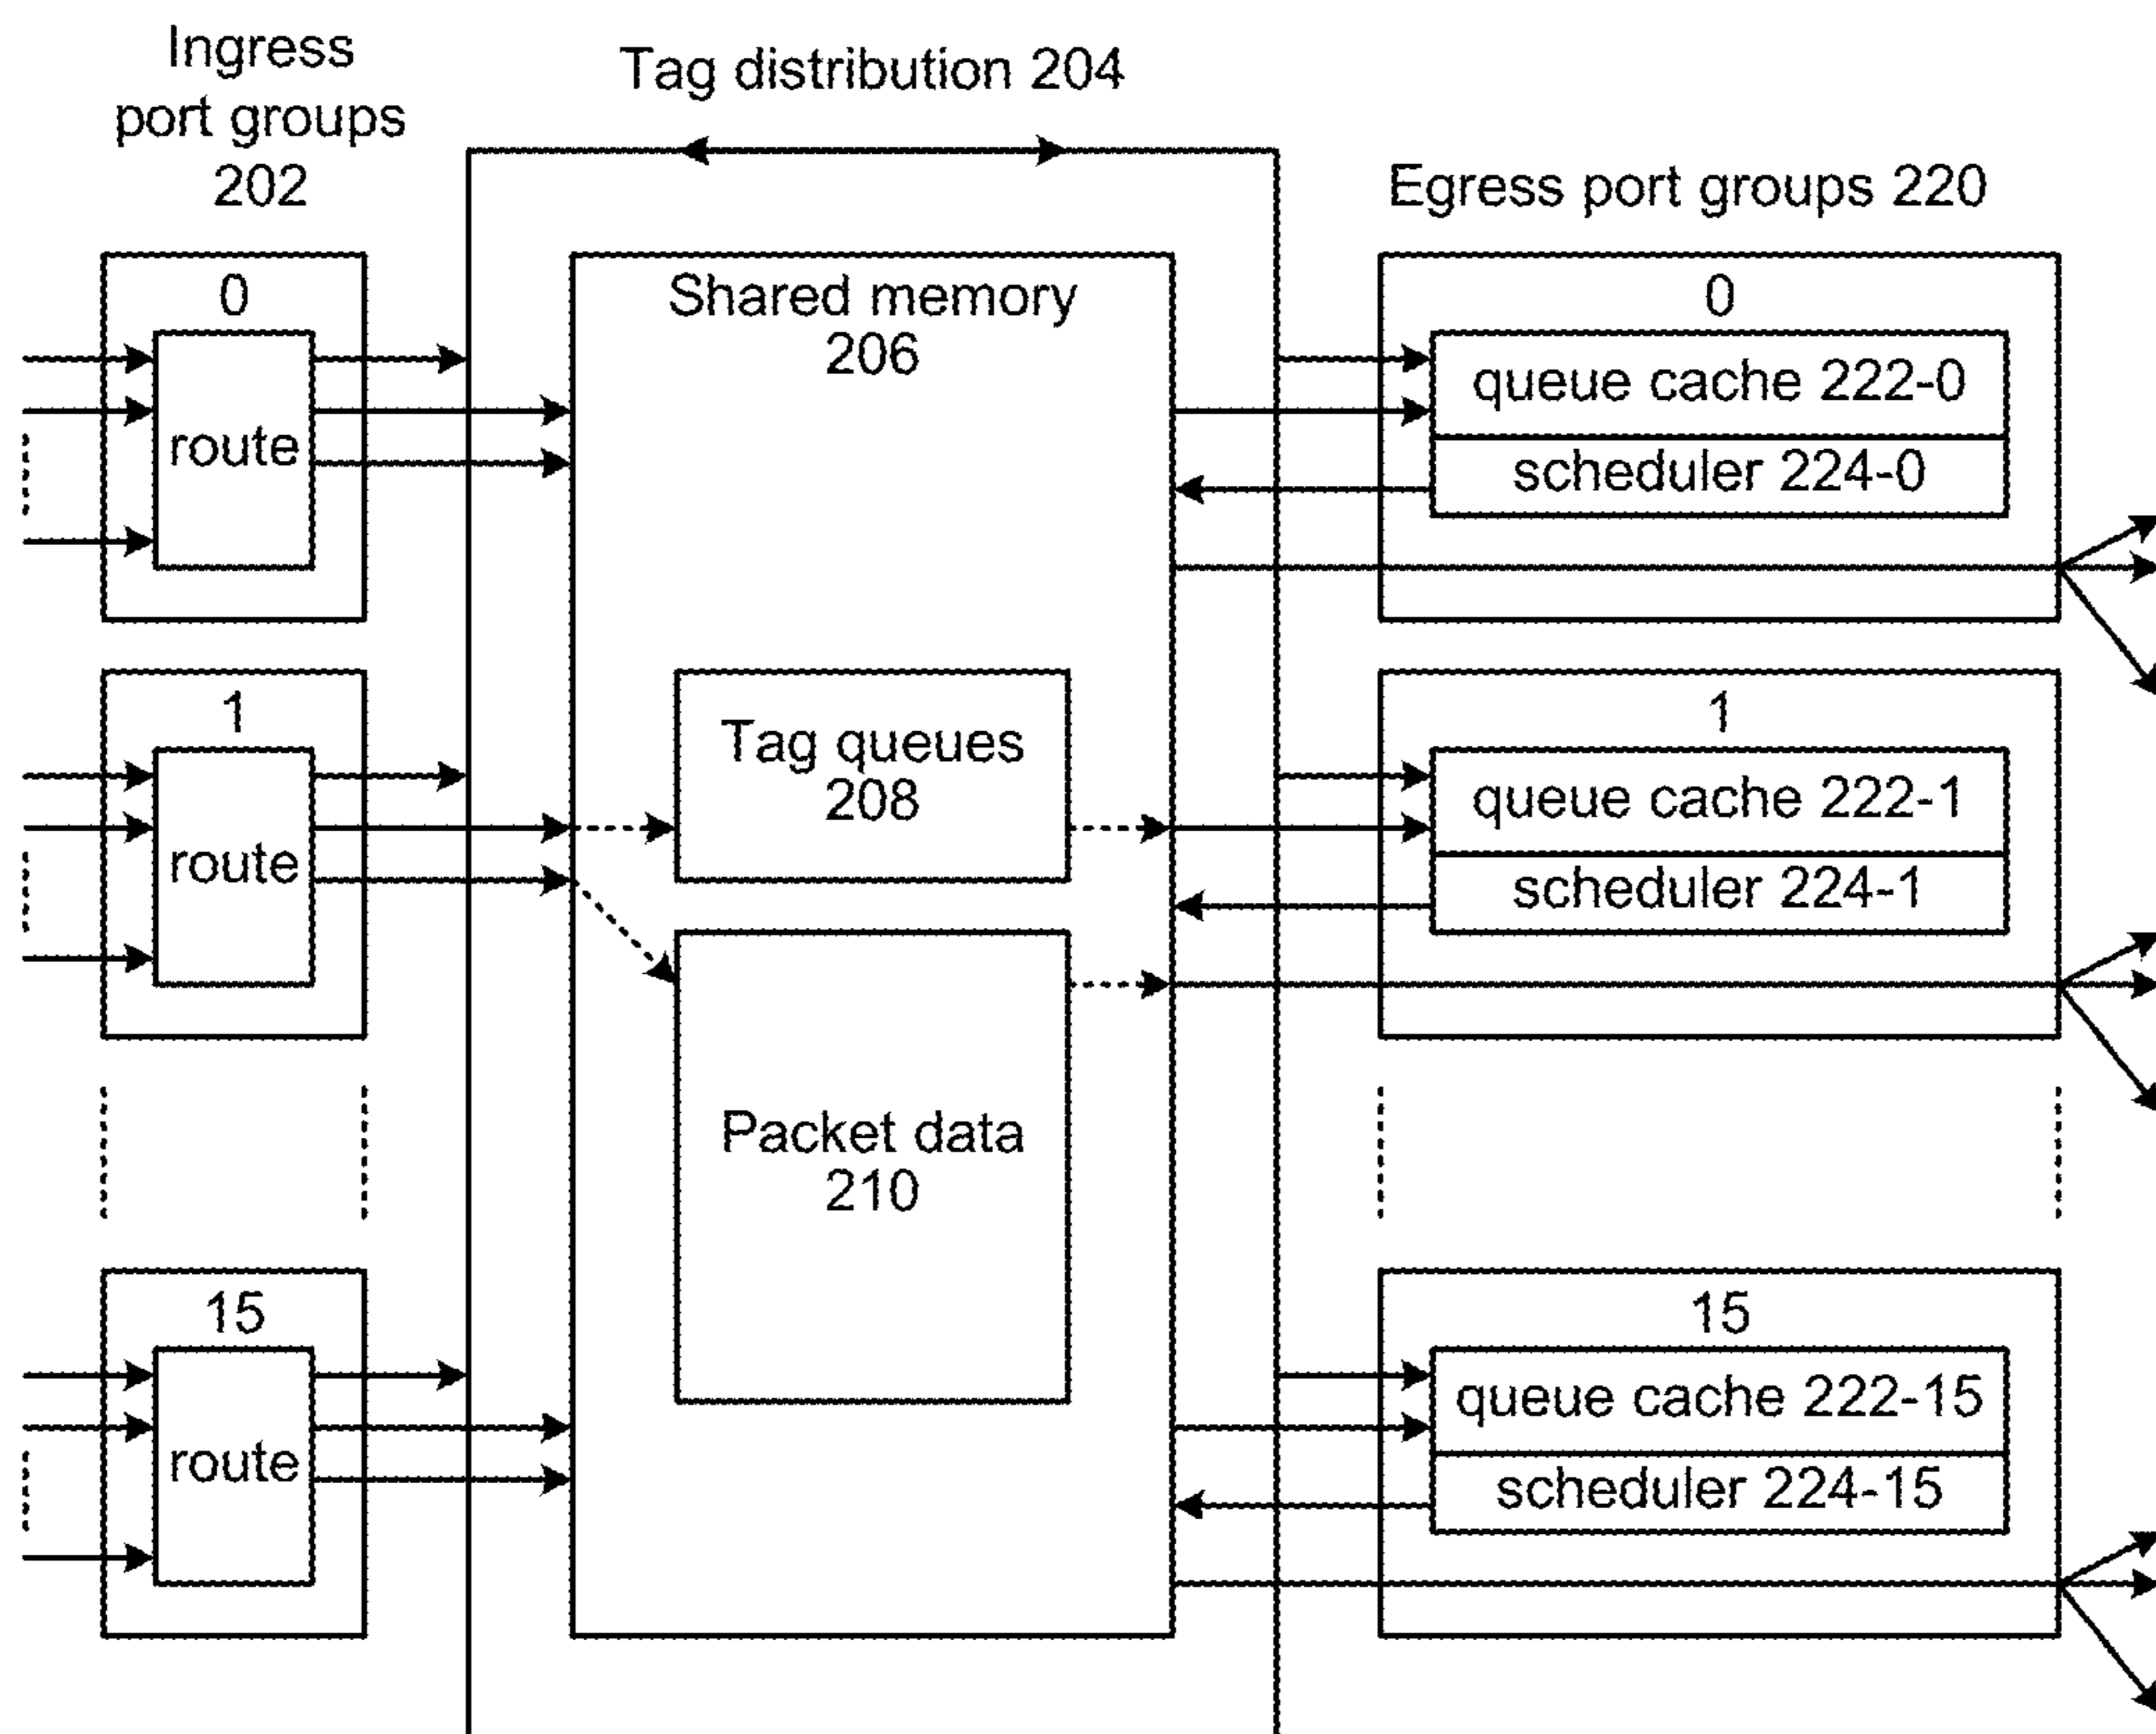 Ingress
port groups
202
Tag distribution 204
Egress port groups 220
0
route
Shared memory
206
0
queue cache 222-0
scheduler 224-0
1
route
Tag queues
208
1
queue cache 222-1
scheduler 224-1
Packet data
210
15
route
15
queue cache 222-15
scheduler 224-15